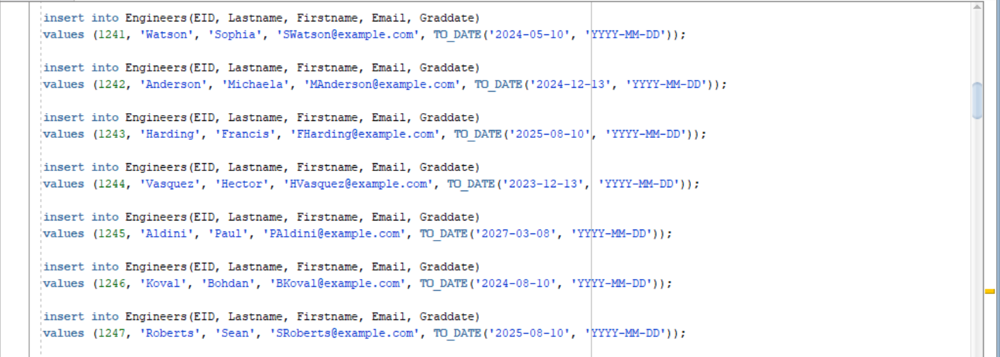 insert into Engineers(EID, Lastname, Firstname, Email, Graddate)
values (1241, 'Watson', 'Sophia', 'SWatson@example.com', TO_DATE('2024-05-10', 'YYYY-MM-DD'));
insert into Engineers(EID, Lastname, Firstname, Email, Graddate)
values (1242, 'Anderson', 'Michaela', 'MAnderson@example.com', TO_DATE('2024-12-13', 'YYYY-MM-DD'));
insert into Engineers(EID, Lastname, Firstname, Email, Graddate)
values (1243, 'Harding', 'Francis', 'FHarding@example.com', TO_DATE('2025-08-10', 'YYYY-MM-DD'));
insert into Engineers(EID, Lastname, Firstname, Email, Graddate)
values (1244, 'Vasquez', 'Hector', 'HVasquez@example.com', TO_DATE('2023-12-13', 'YYYY-MM-DD'));
insert into Engineers(EID, Lastname, Firstname, Email, Graddate)
values (1245, 'Aldini', 'Paul', 'PAldini@example.com', TO_DATE('2027-03-08', 'YYYY-MM-DD'));
insert into Engineers(EID, Lastname, Firstname, Email, Graddate)
values (1246, 'Koval', 'Bohdan', 'BKoval@example.com', TO_DATE('2024-08-10', 'YYYY-MM-DD'));
insert into Engineers(EID, Lastname, Firstname, Email, Graddate)
values (1247, 'Roberts', 'Sean', 'SRoberts@example.com', TO_DATE('2025-08-10', 'YYYY-MM-DD'));